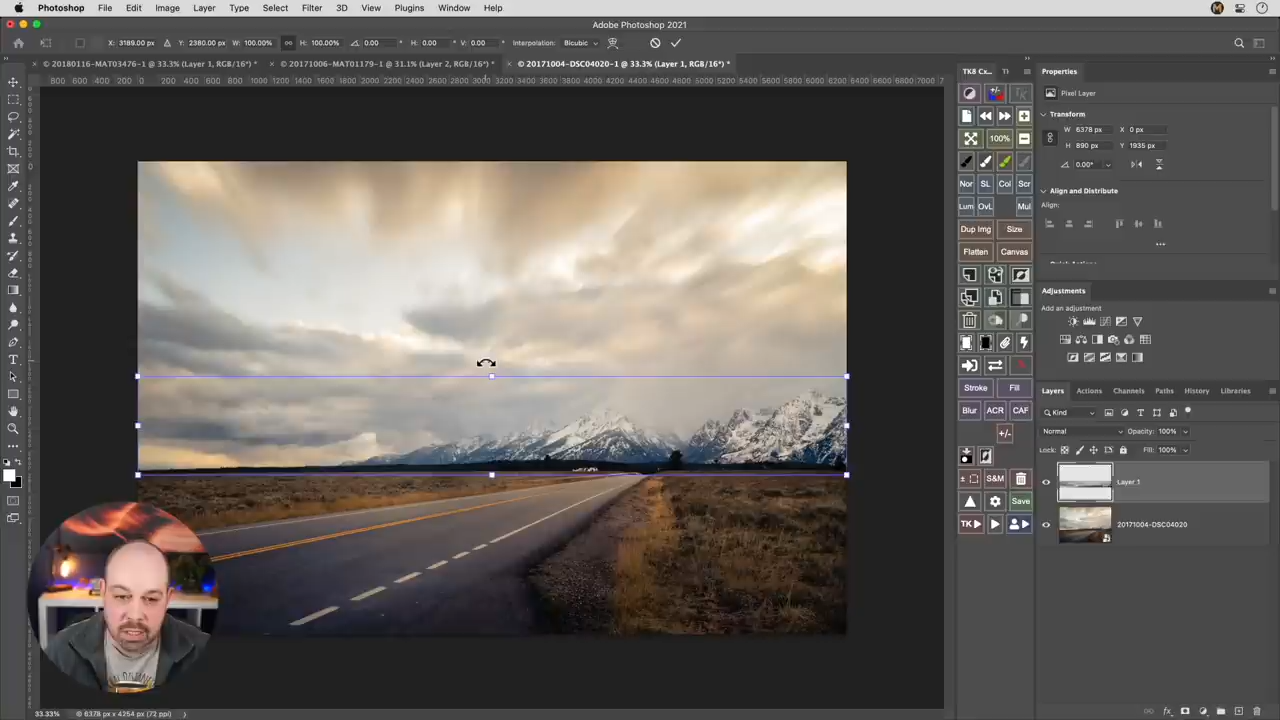 Photoshop File Edit Image Layer Type Select Filter 3D View Plugins Window Help
Adobe Photoshop 2021
X: 3189.00 px Y: 2380.00 px W: 100.00% H: 100.00% 0.00 ° H: 0.00 ° V: 0.00 ° Interpolation: Bicubic
× © 20180116-MAT03476-1 @ 33.3% (Layer 1, RGB/16*) * × © 20171006-MAT01179-1 @ 31.1% (Layer 2, RGB/16*) * × © 20171004-DSC04020-1 @ 33.3% (Layer 1, RGB/16*) *
TK8 Cx...
Properties
Pixel Layer
Transform
W 6378 px X 0 px
H 890 px Y 1935 px
0.00°
Align and Distribute
Align:
Adjustments
Add an adjustment
100%
Nor SL Col Scr
Lum OvL Mul
Dup Img Size
Flatten Canvas
Stroke Fill
Blur ACR CAF
+/-
S&M
Save
TK
Layers Actions Channels Paths History Libraries
Kind
Normal Opacity: 100%
Lock: Fill: 100%
Layer 1
20171004-DSC04020
33.33% © 6378 px x 4254 px (72 ppi)